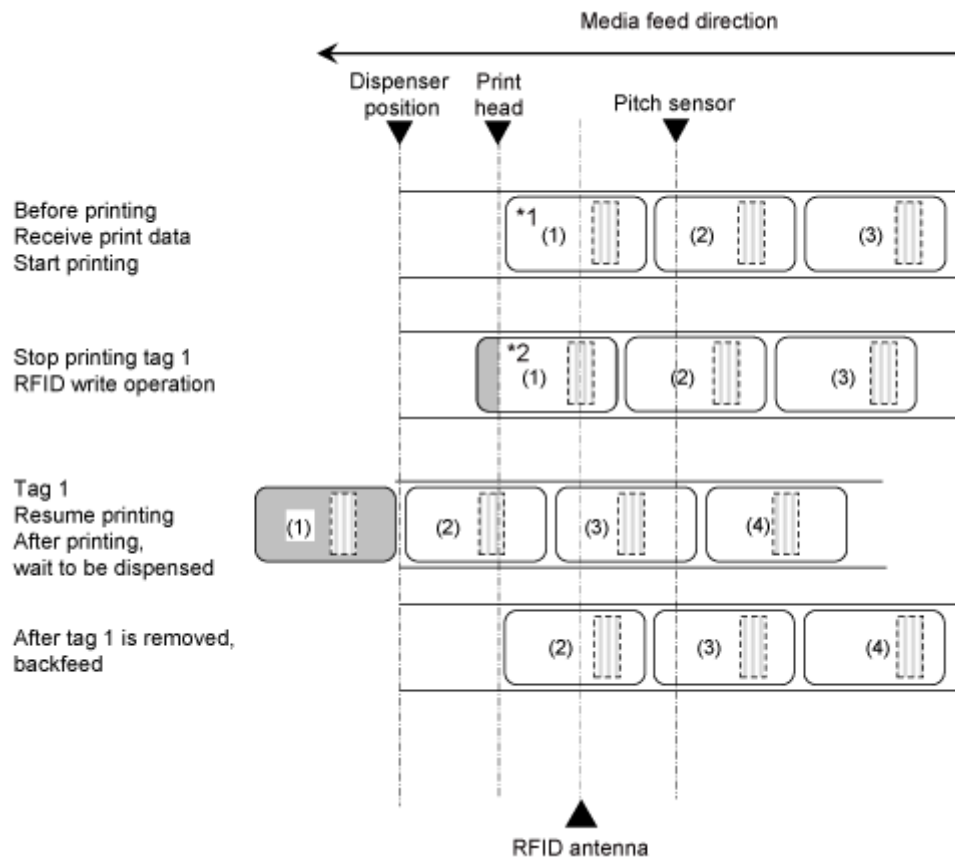 Media feed direction
Dispenser position
Print head
Pitch sensor
Before printing
Receive print data
Start printing
*1 (1) (2) (3)
Stop printing tag 1
RFID write operation
*2 (1) (2) (3)
Tag 1
Resume printing
After printing,
wait to be dispensed
(1) (2) (3) (4)
After tag 1 is removed,
backfeed
(2) (3) (4)
RFID antenna